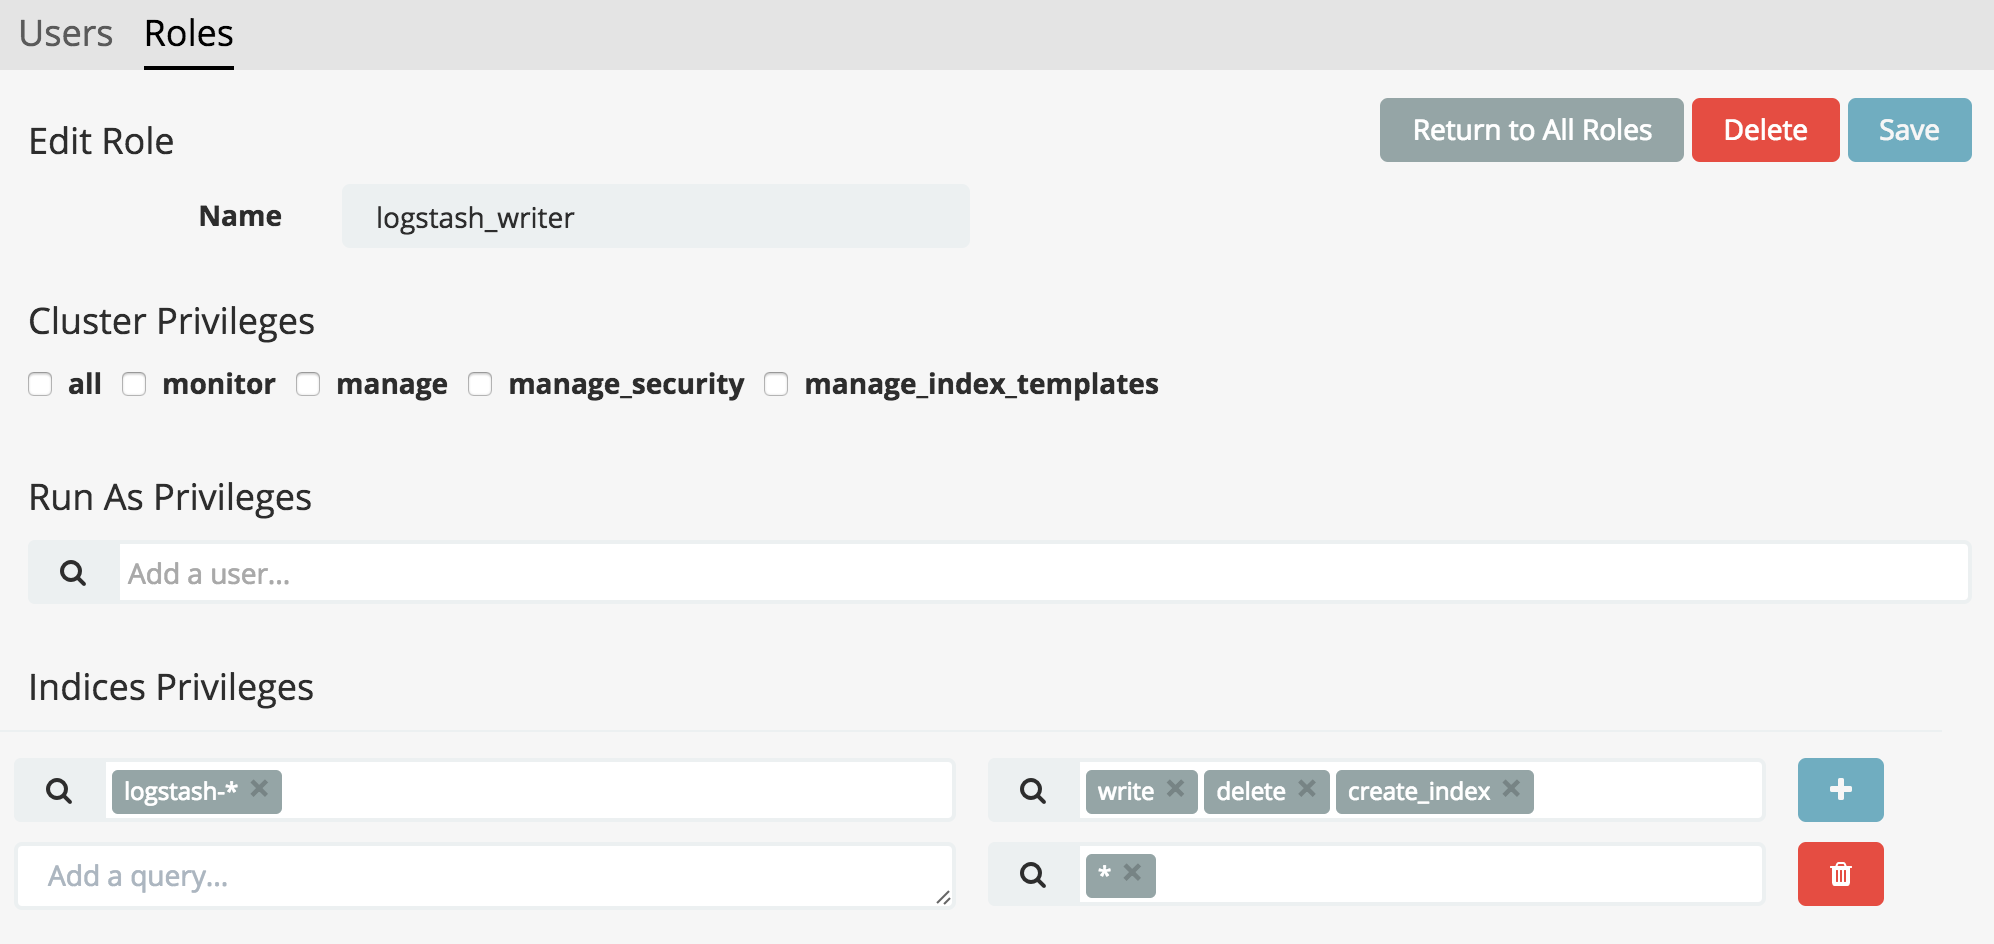 Users Roles
Edit Role
Return to All Roles Delete Save
Name logstash_writer
Cluster Privileges
all monitor manage manage_security manage_index_templates
Run As Privileges
Add a user...
Indices Privileges
logstash-* write delete create_index
Add a query... *